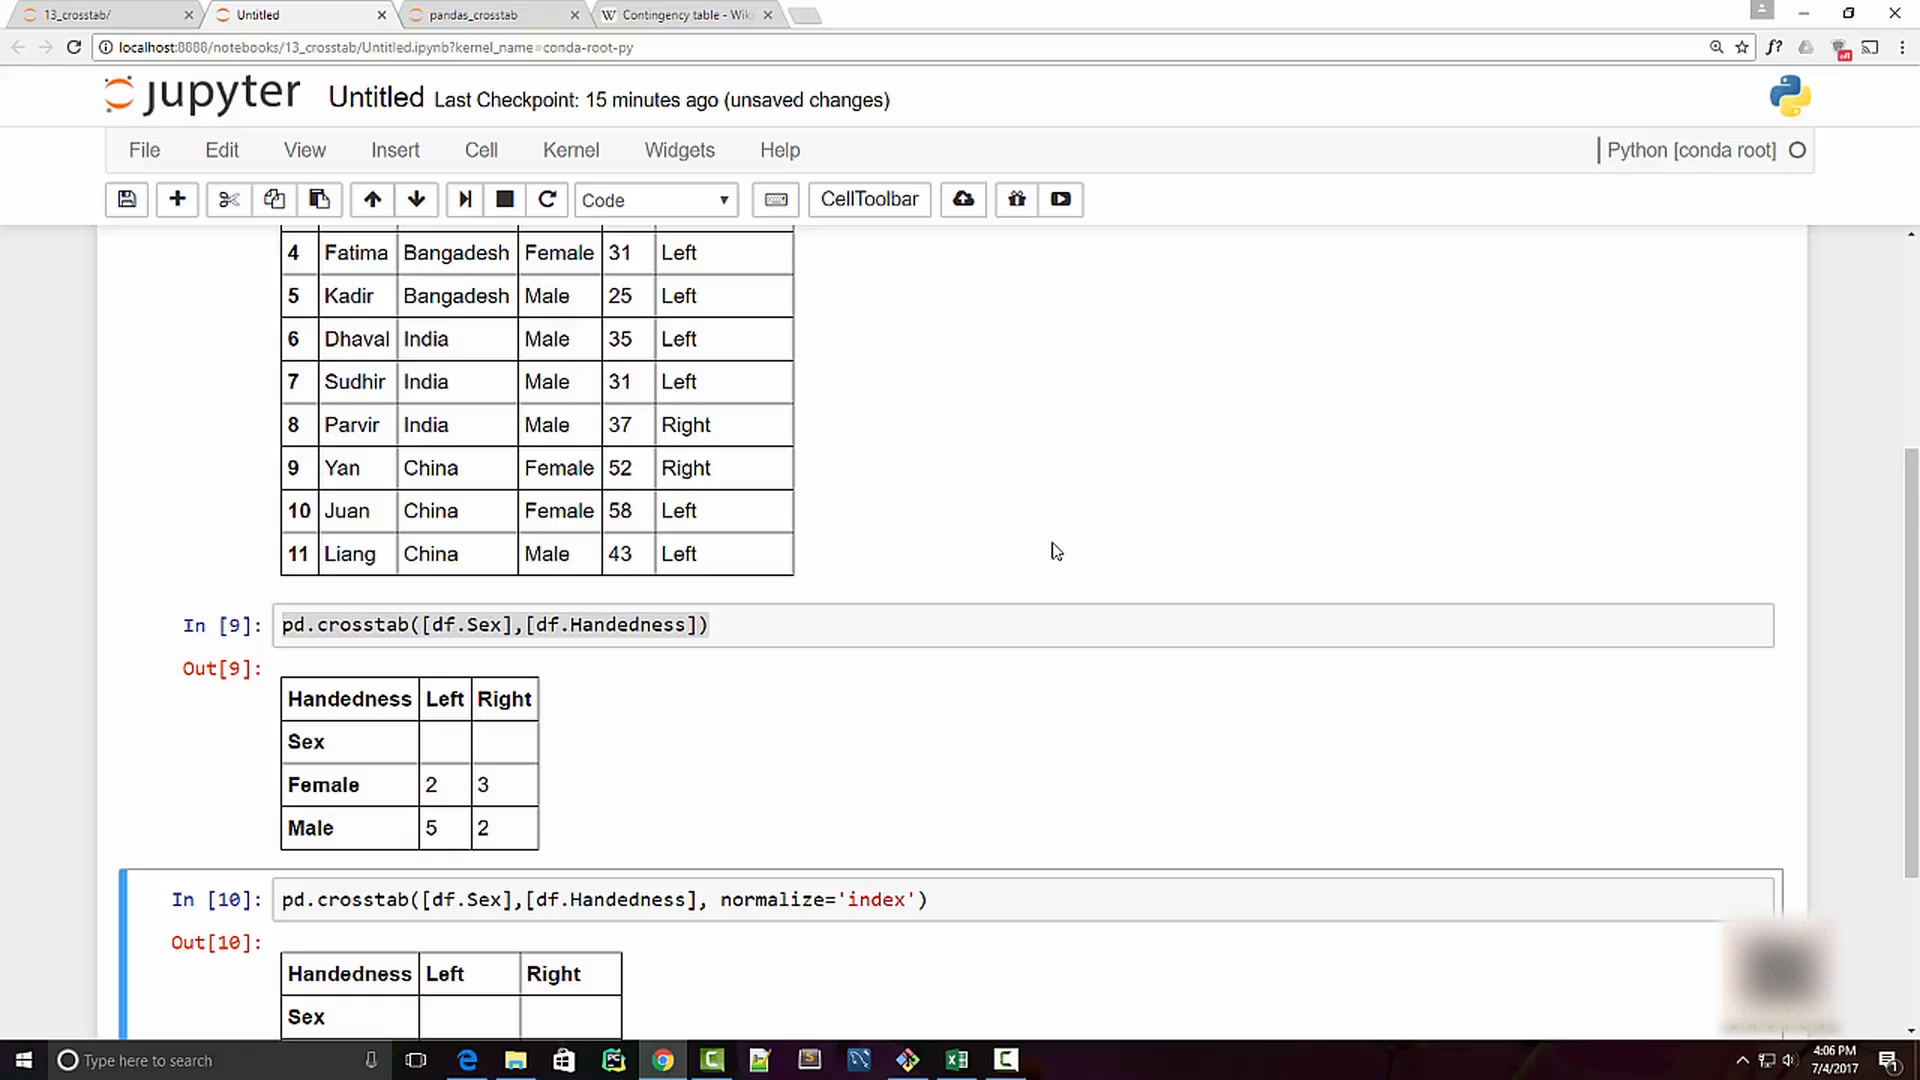 13_crosstab/ Untitled pandas_crosstab Contingency table - Wiki
localhost:8888/notebooks/13_crosstab/Untitled.ipynb?kernel_name=conda-root-py
jupyter Untitled Last Checkpoint: 15 minutes ago (unsaved changes)
File Edit View Insert Cell Kernel Widgets Help Python [conda root]
Code CellToolbar
4 Fatima Bangadesh Female 31 Left
5 Kadir Bangadesh Male 25 Left
6 Dhaval India Male 35 Left
7 Sudhir India Male 31 Left
8 Parvir India Male 37 Right
9 Yan China Female 52 Right
10 Juan China Female 58 Left
11 Liang China Male 43 Left
In [9]: pd.crosstab([df.Sex],[df.Handedness])
Out[9]:
Handedness Left Right
Sex
Female 2 3
Male 5 2
In [10]: pd.crosstab([df.Sex],[df.Handedness], normalize='index')
Out[10]:
Handedness Left Right
Sex
Type here to search
4:06 PM
7/4/2017